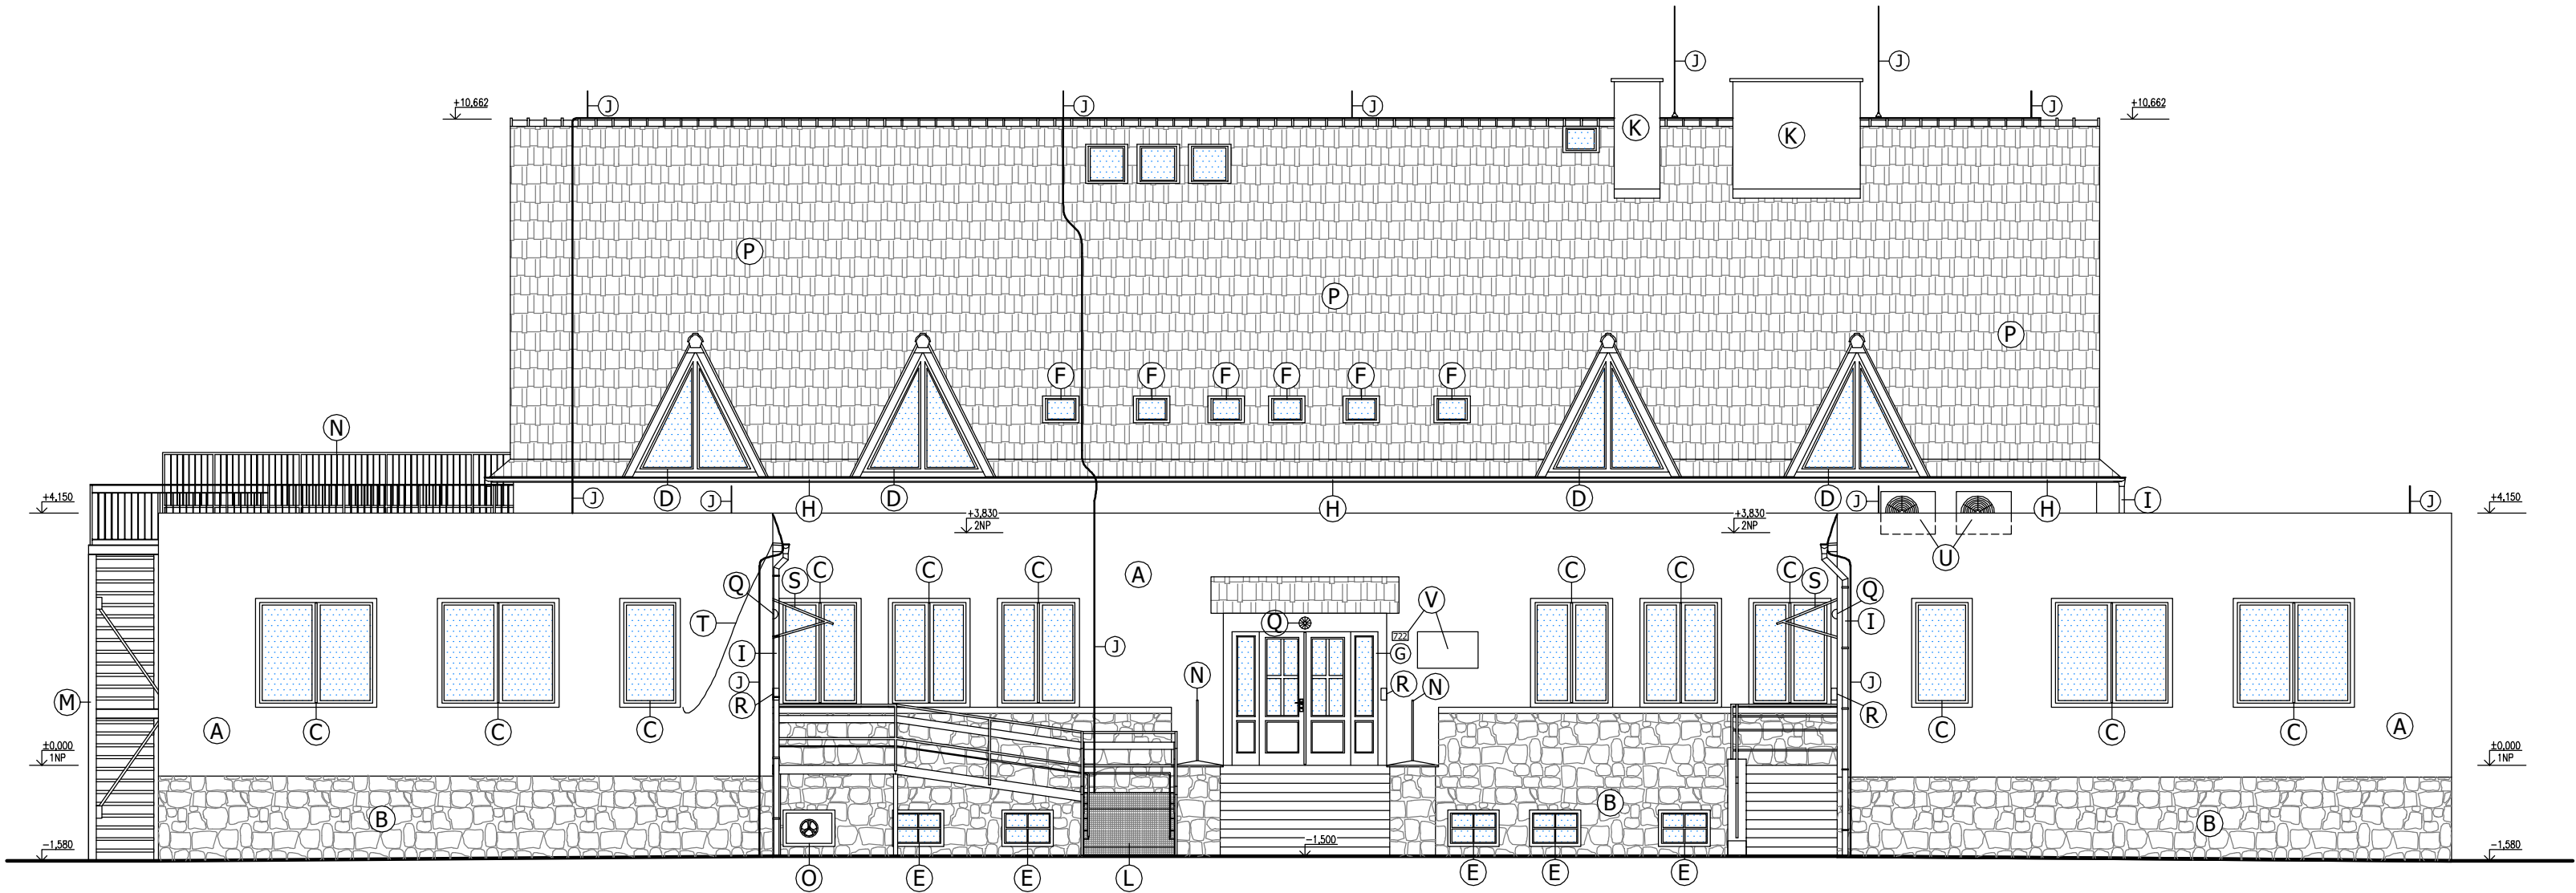 J
J
J
J
J
J
+10,662
+10,662
K
K
P
P
P
F
F
F
F
F
F
N
J
J
D
D
H
H
D
D
J
H
I
J
+4,150
+4,150
+3,830
2NP
+3,830
2NP
U
Q
S
C
C
C
A
C
C
C
S
Q
T
Q
V
722
I
I
G
J
J
J
R
R
N
N
R
M
A
C
C
C
C
C
C
A
±0,000
1NP
±0,000
1NP
B
B
B
-1,500
-1,580
-1,580
O
E
E
L
E
E
E